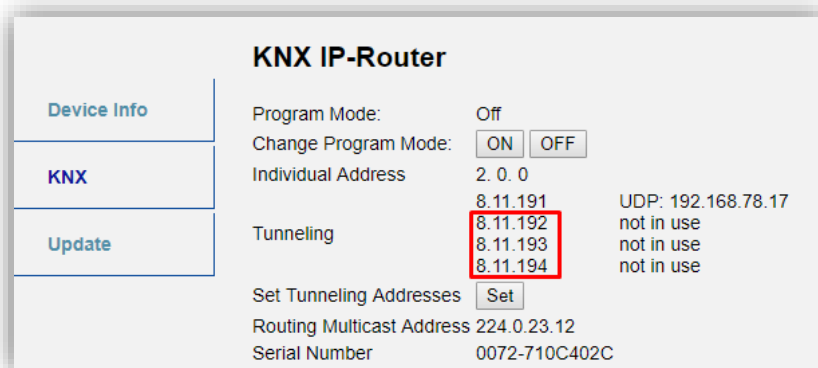 KNX IP-Router
Device Info
KNX
Update
Program Mode: Off
Change Program Mode: ON OFF
Individual Address 2. 0. 0
Tunneling
8.11.191 UDP: 192.168.78.17
8.11.192 not in use
8.11.193 not in use
8.11.194 not in use
Set Tunneling Addresses Set
Routing Multicast Address 224.0.23.12
Serial Number 0072-710C402C